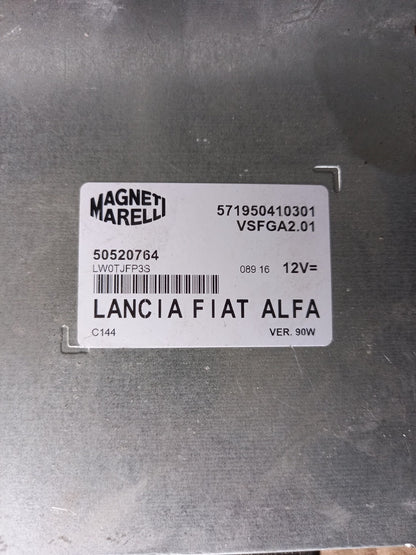 MAGNETI
MARELLI
571950410301
VSFGA2.01
50520764
LW0TJFP3S
089 16 12V=
LANCIA FIAT ALFA
C144 VER. 90W